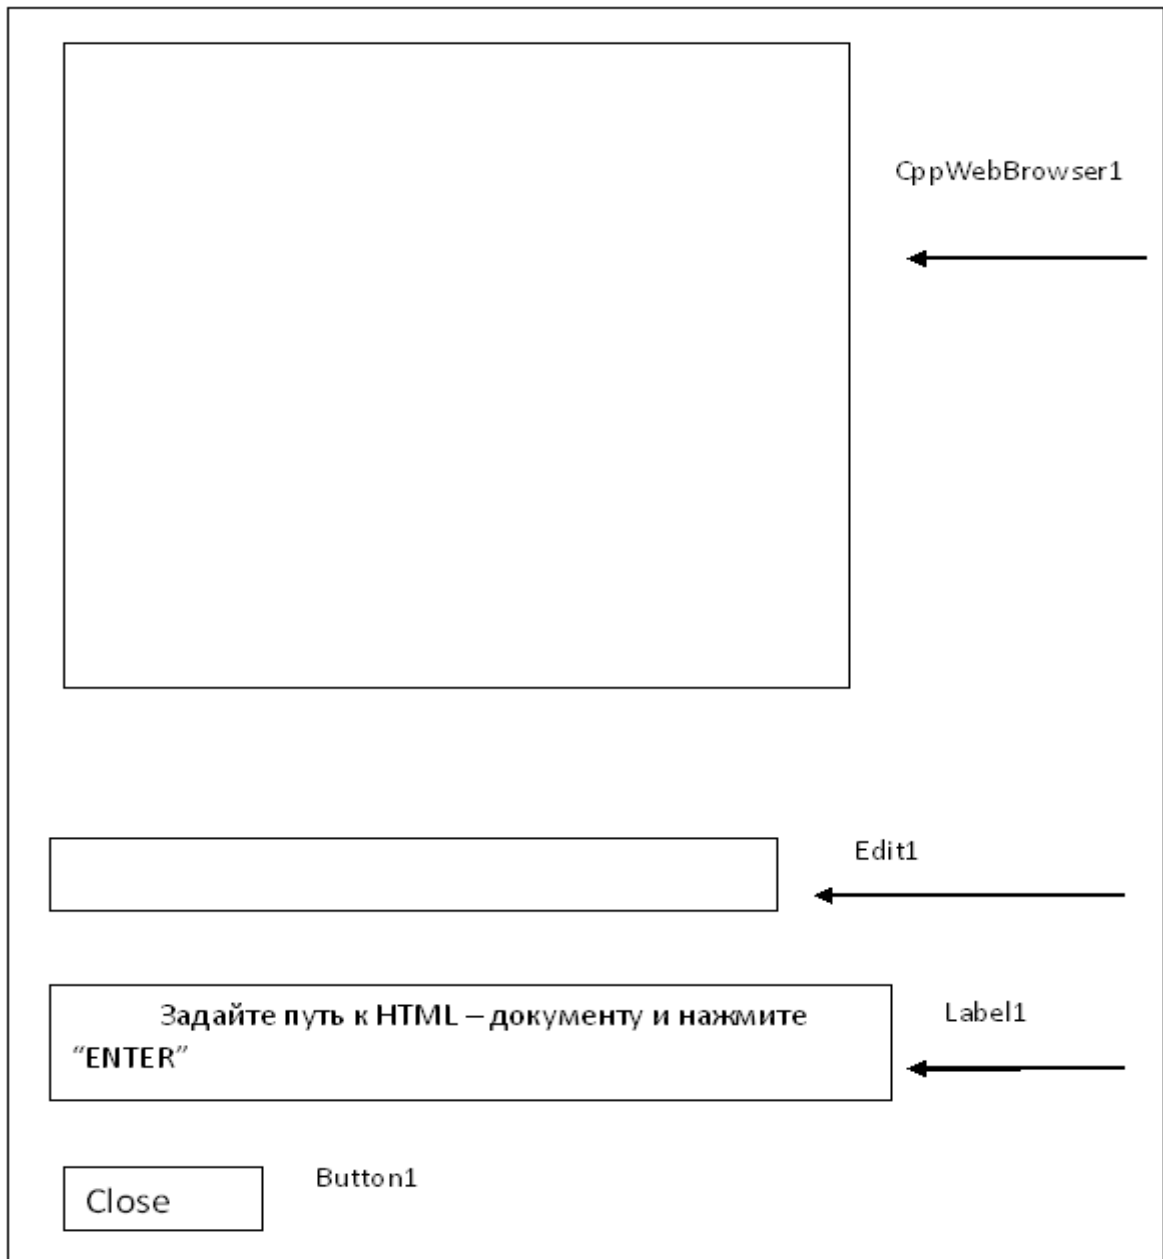 CppWebBrowser1
Edit1
Задайте путь к HTML – документу и нажмите
“ENTER”
Label1
Close
Button1